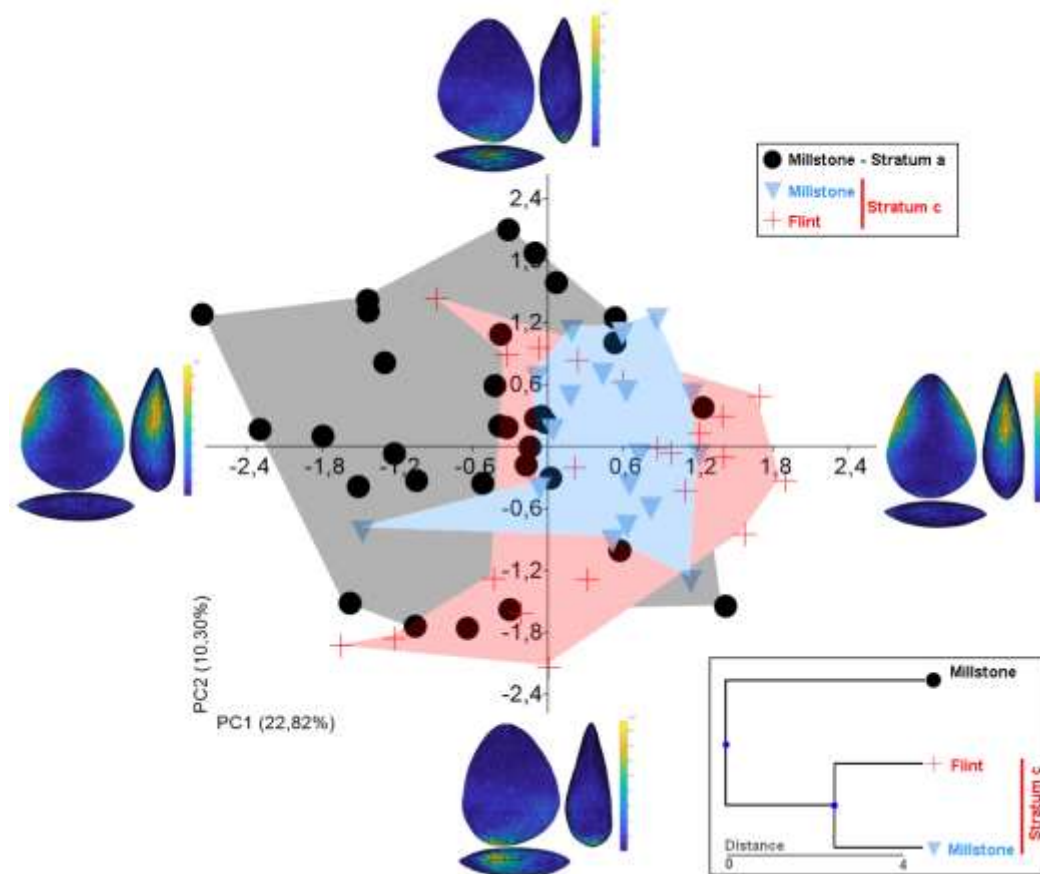 Millstone - Stratum a
Millstone
Flint
Stratum c
2,4
1,2
0,6
-2,4
-1,8
-1,2
-0,6
0,6
1,2
1,8
2,4
-0,6
-1,2
-1,8
-2,4
PC2 (10,30%)
PC1 (22,82%)
Millstone
Flint
Stratum c
Millstone
Distance
0
4